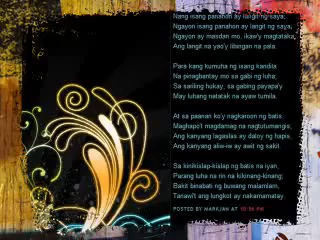 Nang isang panahon ay langit ng saya;
Ngayon isang panahon ay langit ng saya,
Ngayon ay masdan mo, ikaw'y magtataka,
Ang langit na yao'y libingan na pala.

Para kang kumuha ng isang kandila
Na pinagbantay mo sa gabi ng luha;
Sa sariling hukay, sa gabing payapa'y
May luhang natatak na ayaw tumila.

At sa paanan ko'y nagkaroon ng batis,
Maghapo't magdamag na nagtutumangis;
Ang kanyang lagaslas ay daloy ng hapis,
Ang kanyang aliw-iw ay awit ng sakit.

Sa kinikislap-kislap ng batis na iyan,
Parang luha na rin na kikinang-kinang;
Bakit binabati ng buwang malamlam,
Tanawi't ang lungkot ay nakamamatay
POSTED BY MARKJAN AT